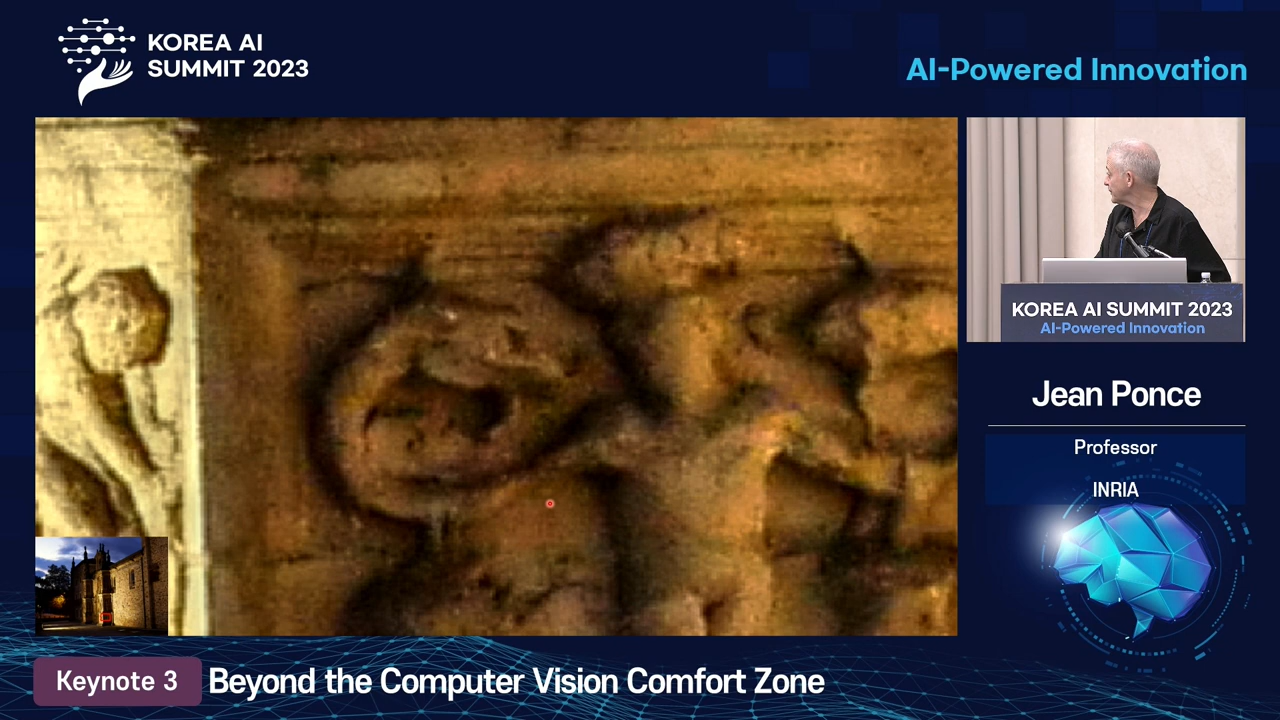 KOREA AI
SUMMIT 2023
AI-Powered Innovation
KOREA AI SUMMIT 2023
AI-Powered Innovation
Jean Ponce
Professor
INRIA
Keynote 3
Beyond the Computer Vision Comfort Zone